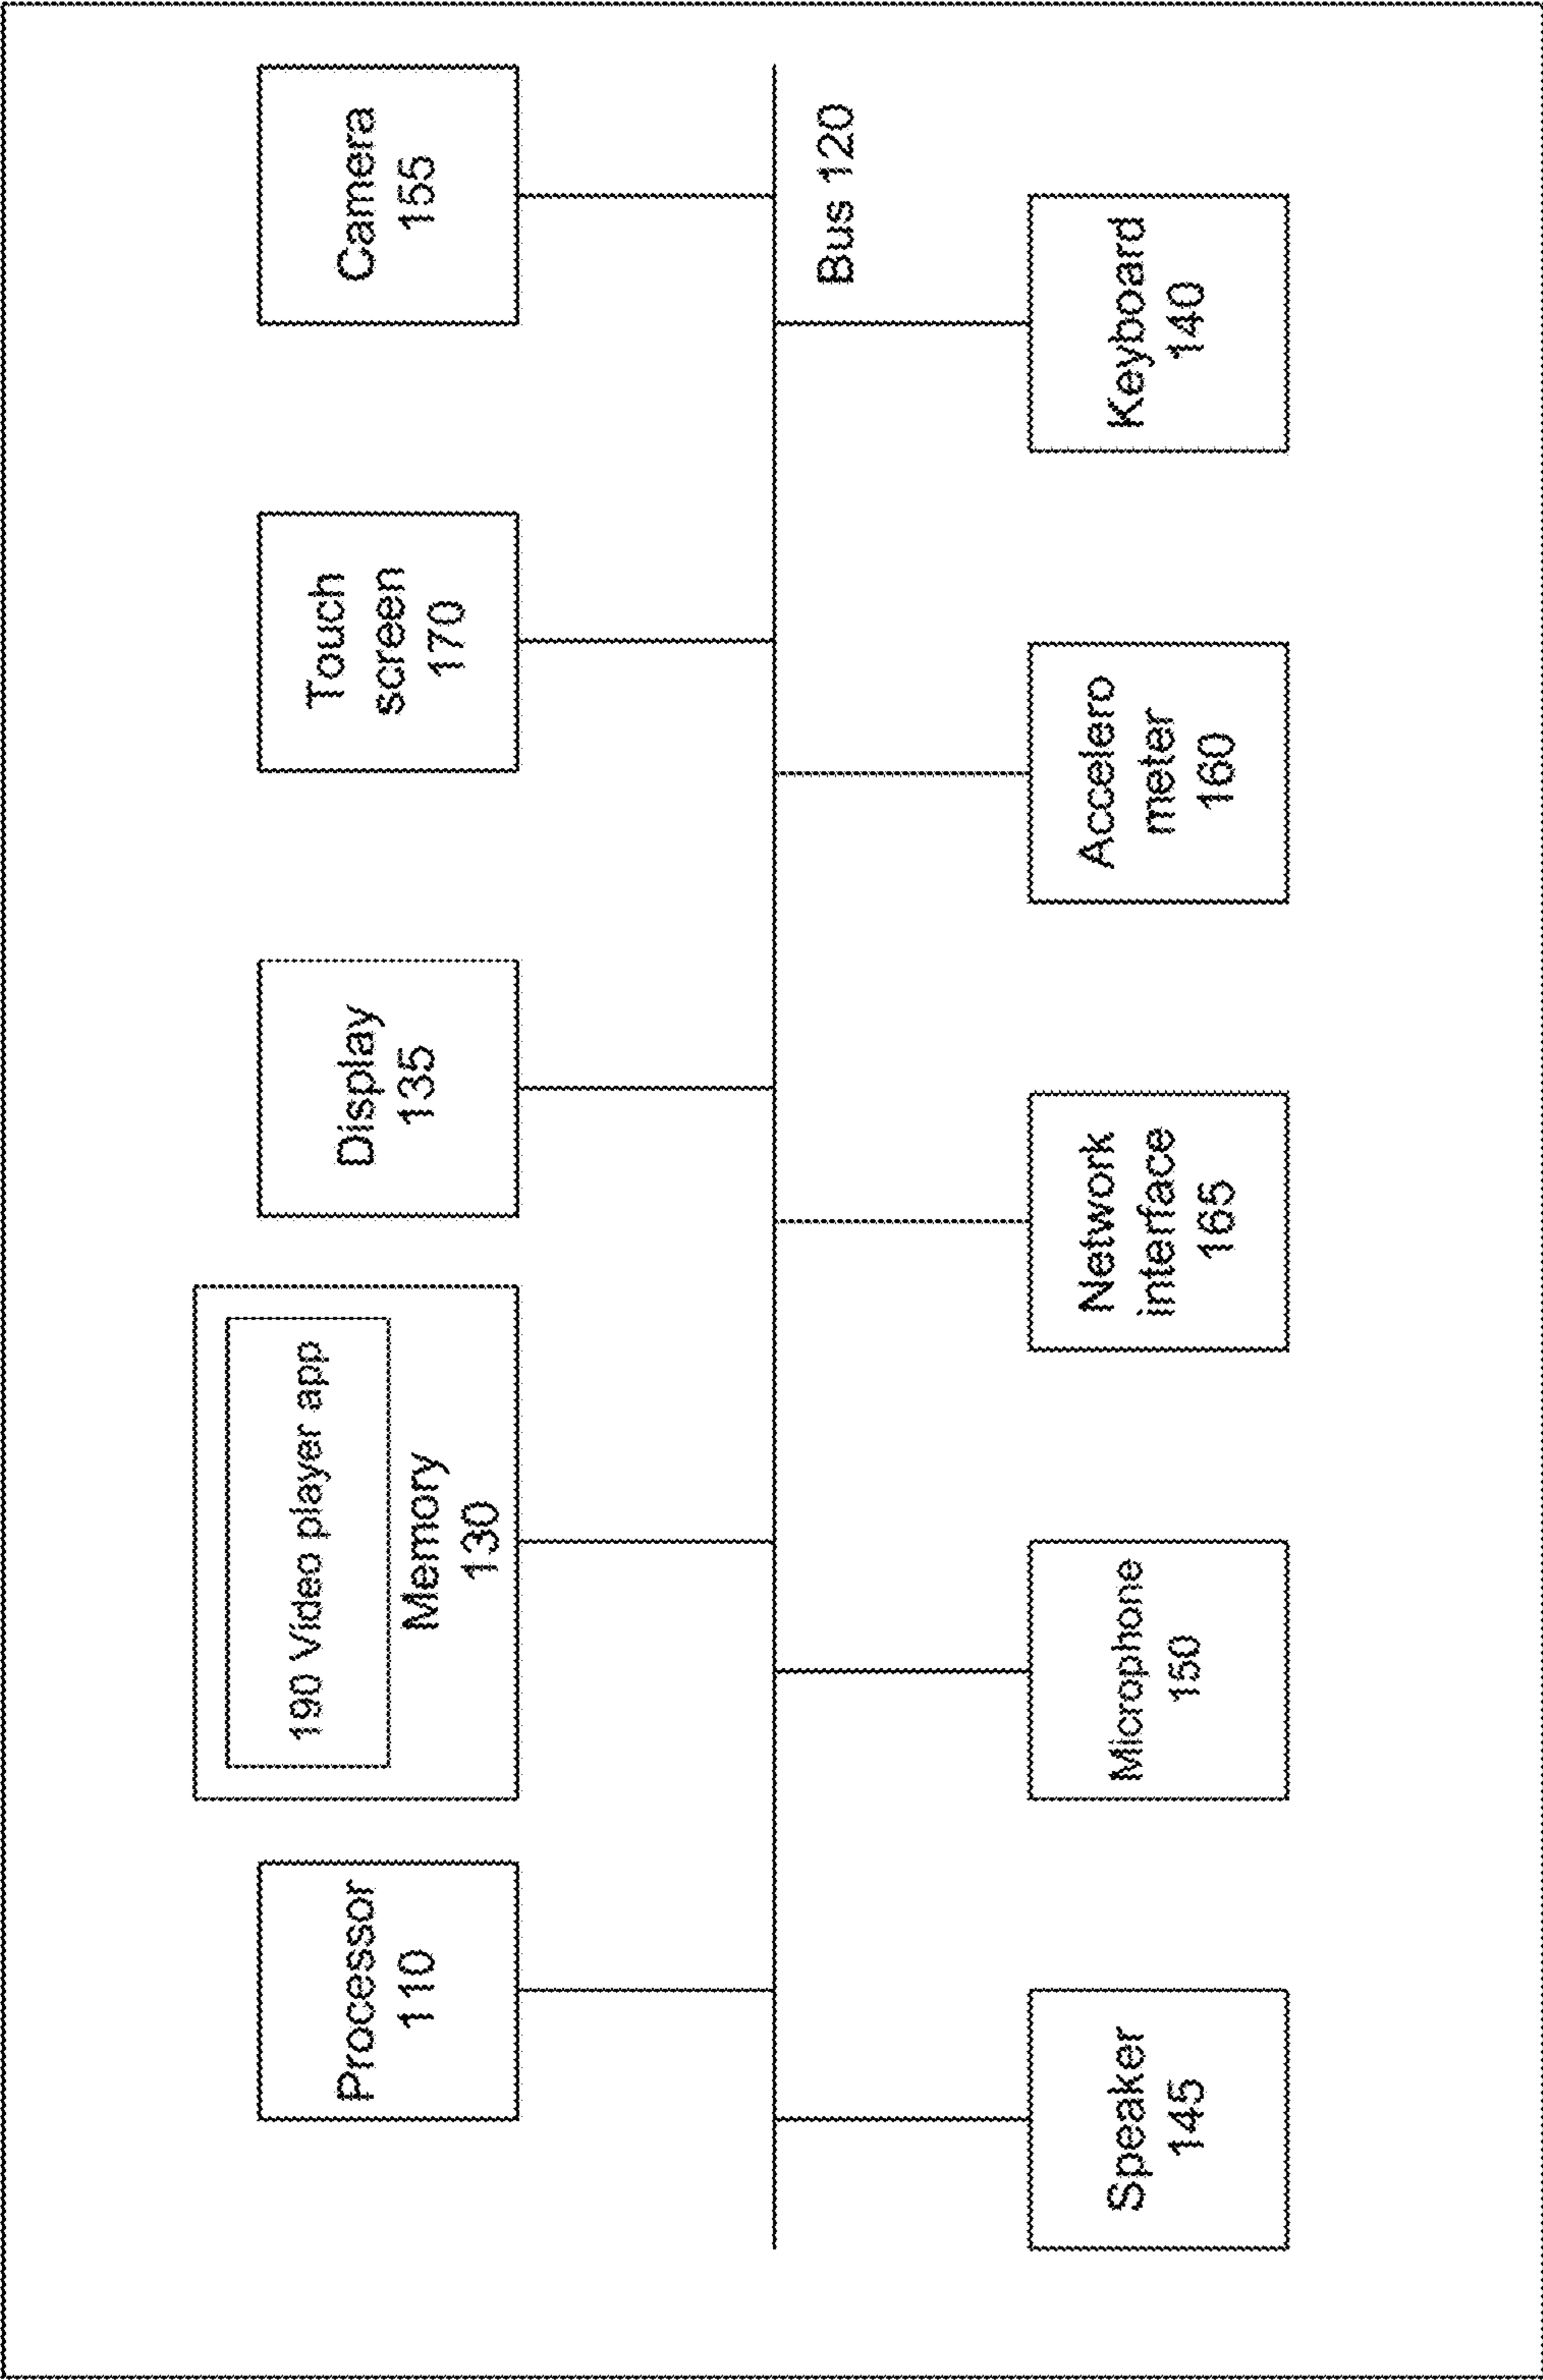 190 Video player app
Memory
130
Processor
110
Display
135
Touch
screen
170
Camera
155
Bus 120
Speaker
145
Microphone
150
Network
interface
165
Accelero
meter
160
Keyboard
140